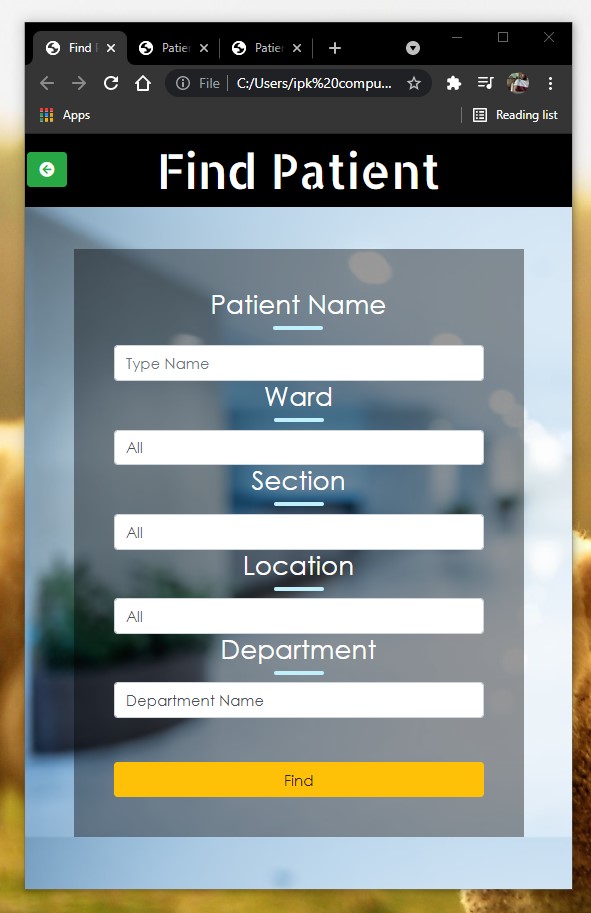 Find
Patie
Patie
File
C:/Users/ipk%20compu...
Apps
Reading list
Find Patient
Patient Name
Type Name
Ward
All
Section
All
Location
All
Department
Department Name
Find